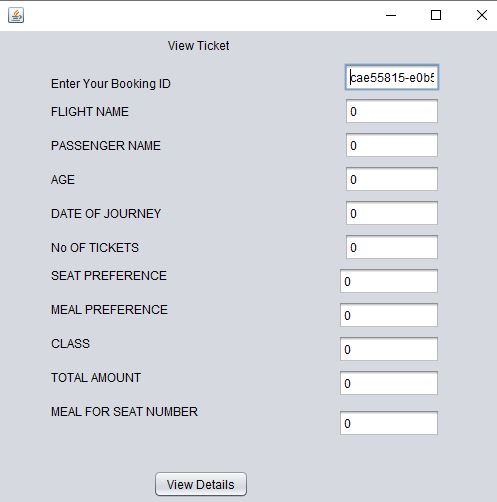 View Ticket
Enter Your Booking ID cae55815-e0b5
FLIGHT NAME 0
PASSENGER NAME 0
AGE 0
DATE OF JOURNEY 0
No OF TICKETS 0
SEAT PREFERENCE 0
MEAL PREFERENCE 0
CLASS 0
TOTAL AMOUNT 0
MEAL FOR SEAT NUMBER 0
View Details